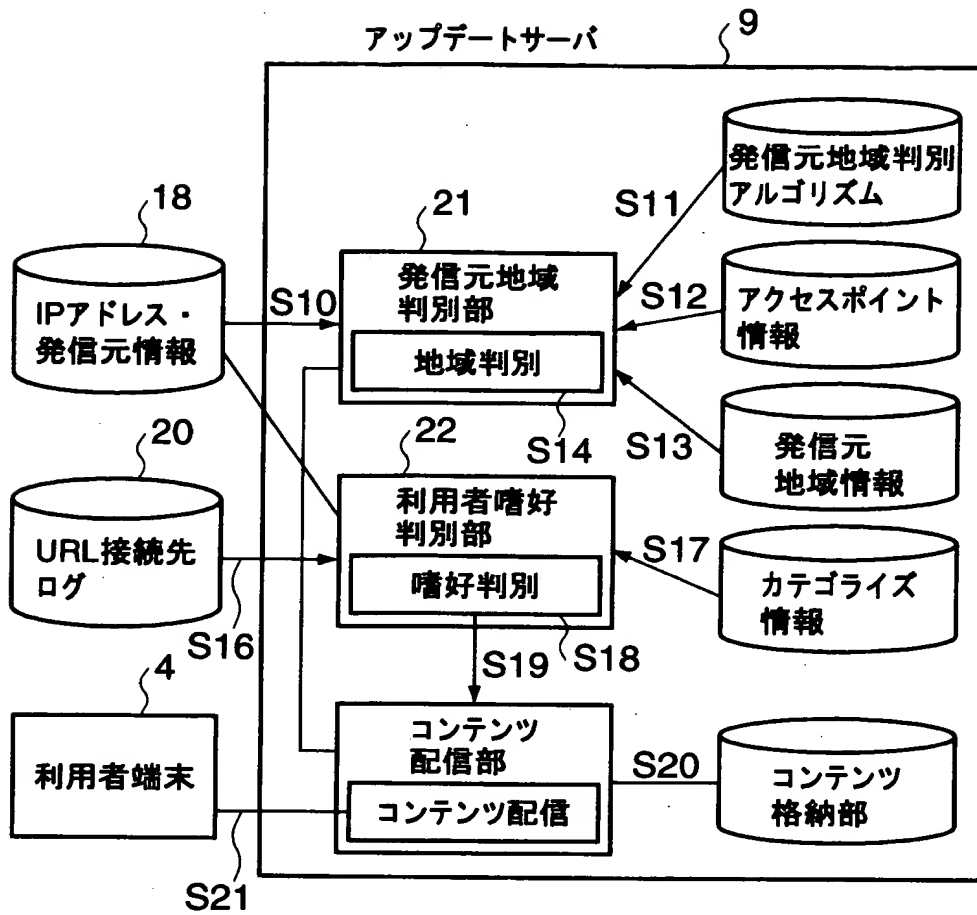 アップデートサーバ
9
発信元地域判別
アルゴリズム
18
21
S11
IPアドレス・
発信元情報
S10
発信元地域
判別部
地域判別
S12
アクセスポイント
情報
S14
S13
発信元
地域情報
20
22
URL接続先
ログ
利用者嗜好
判別部
嗜好判別
S17
カテゴライズ
情報
S16
S19
S18
4
利用者端末
コンテンツ
配信部
コンテンツ配信
S20
コンテンツ
格納部
S21